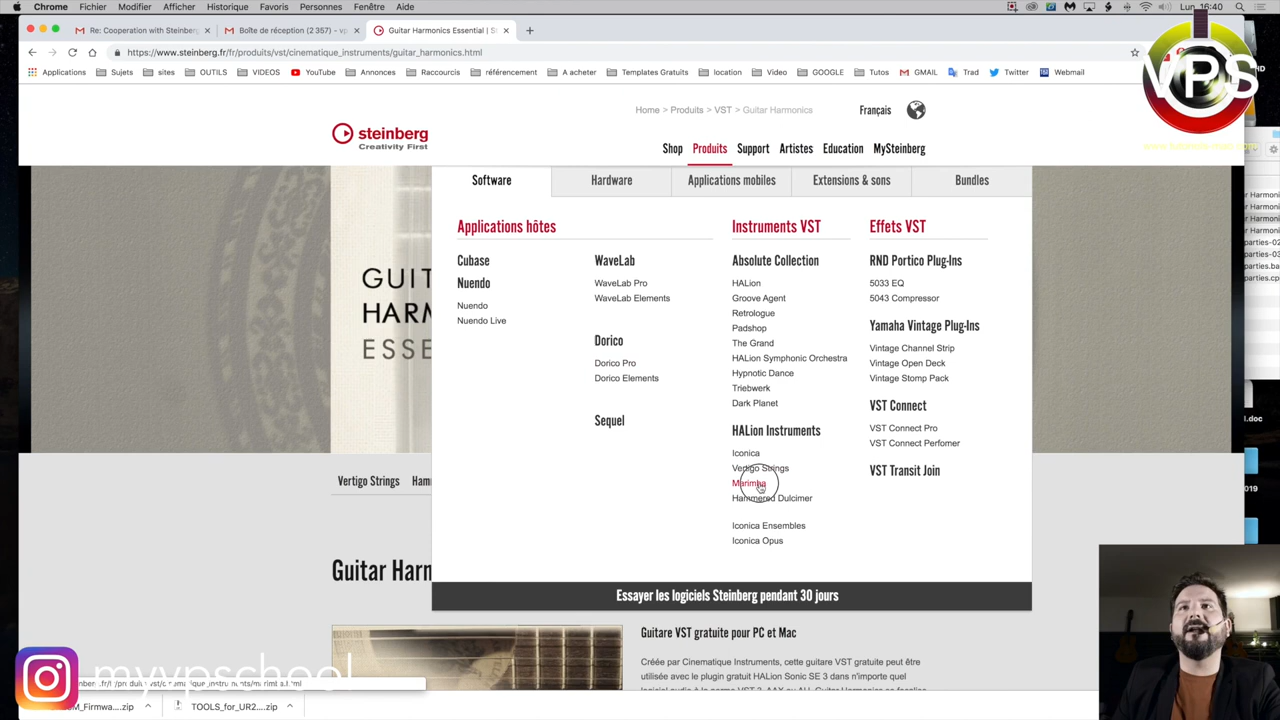 Chrome Fichier Modifier Afficher Historique Favoris Personnes Fenêtre Aide
Lun 16:40
Re: Cooperation with Steinberg
Boîte de réception (2 357) - vp
Guitar Harmonics Essential | S
https://www.steinberg.fr/fr/produits/vst/cinematique_instruments/guitar_harmonics.html
Applications Sujets sites OUTILS VIDEOS YouTube Annonces Raccourcis référencement A acheter Templates Gratuits location Video GOOGLE Tutos GMAIL Trad Twitter Webmail
VPS
Home > Produits > VST > Guitar Harmonics
Français
steinberg
Creativity First
Shop Produits Support Artistes Education MySteinberg
Software Hardware Applications mobiles Extensions & sons Bundles
Applications hôtes
Cubase
Nuendo
Nuendo
Nuendo Live
WaveLab
WaveLab Pro
WaveLab Elements
Dorico
Dorico Pro
Dorico Elements
Sequel
Instruments VST
Absolute Collection
HALion
Groove Agent
Retrologue
Padshop
The Grand
HALion Symphonic Orchestra
Hypnotic Dance
Triebwerk
Dark Planet
HALion Instruments
Iconica
Vertigo Strings
Marimba
Hammered Dulcimer
Iconica Ensembles
Iconica Opus
Effets VST
RND Portico Plug-Ins
5033 EQ
5043 Compressor
Yamaha Vintage Plug-Ins
Vintage Channel Strip
Vintage Open Deck
Vintage Stomp Pack
VST Connect
VST Connect Pro
VST Connect Perfomer
VST Transit Join
Essayer les logiciels Steinberg pendant 30 jours
GUIT
HARM
ESSE
Vertigo Strings Ham
Guitar Harn
Guitare VST gratuite pour PC et Mac
Créée par Cinematique Instruments, cette guitare VST gratuite peut être
utilisée avec le plugin gratuit HALion Sonic SE 3 dans n'importe quel
myvpschool
TOOLS_for_UR2....zip